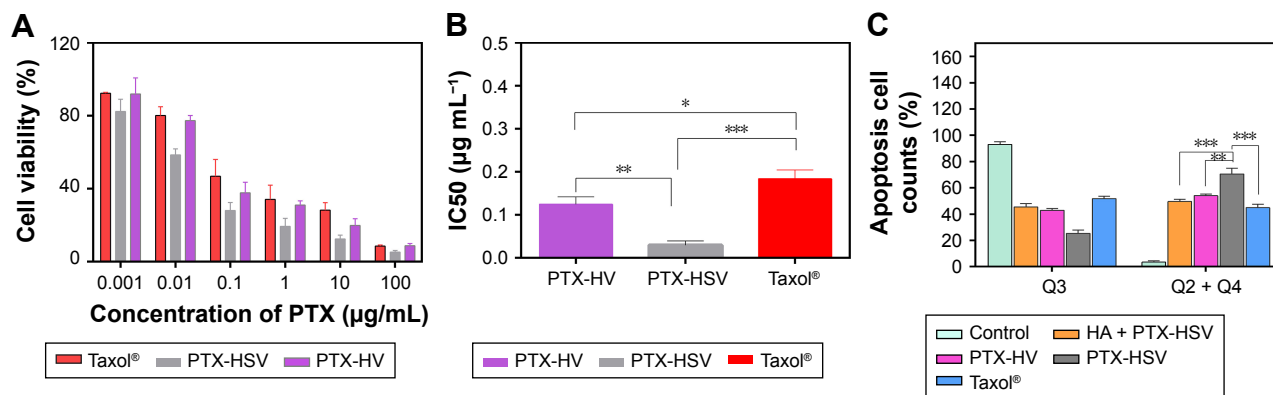 A
Cell viability (%)
120
80
40
0
0.001 0.01 0.1 1 10 100
Concentration of PTX (µg/mL)
Taxol® PTX-HSV PTX-HV
B
IC50 (µg mL⁻¹)
0.5
0.4
0.3
0.2
0.1
0.0
*
***
**
PTX-HV PTX-HSV Taxol®
PTX-HV PTX-HSV Taxol®
C
Apoptosis cell
counts (%)
160
140
120
100
80
60
40
20
0
*** ***
**
Q3 Q2 + Q4
Control HA + PTX-HSV
PTX-HV PTX-HSV
Taxol®